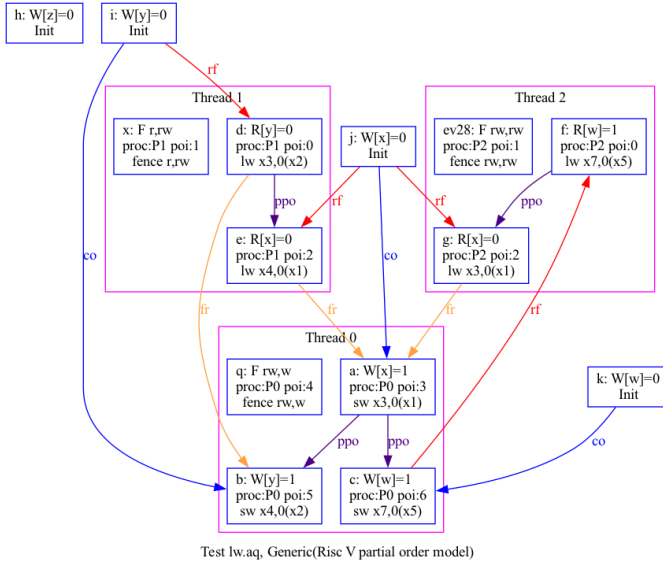 h: W[z]=0
Init
i: W[y]=0
Init
rf
Thread 1
x: F r,rw
proc:P1 poi:1
fence r,rw
d: R[y]=0
proc:P1 poi:0
lw x3,0(x2)
j: W[x]=0
Init
Thread 2
ev28: F rw,rw
proc:P2 poi:1
fence rw,rw
f: R[w]=1
proc:P2 poi:0
lw x7,0(x5)
ppo
rf
rf
ppo
e: R[x]=0
proc:P1 poi:2
lw x4,0(x1)
g: R[x]=0
proc:P2 poi:2
lw x3,0(x1)
co
co
fr
fr
fr
rf
Thread 0
q: F rw,w
proc:P0 poi:4
fence rw,w
a: W[x]=1
proc:P0 poi:3
sw x3,0(x1)
k: W[w]=0
Init
ppo
ppo
co
b: W[y]=1
proc:P0 poi:5
sw x4,0(x2)
c: W[w]=1
proc:P0 poi:6
sw x7,0(x5)
Test lw.aq, Generic(Risc V partial order model)